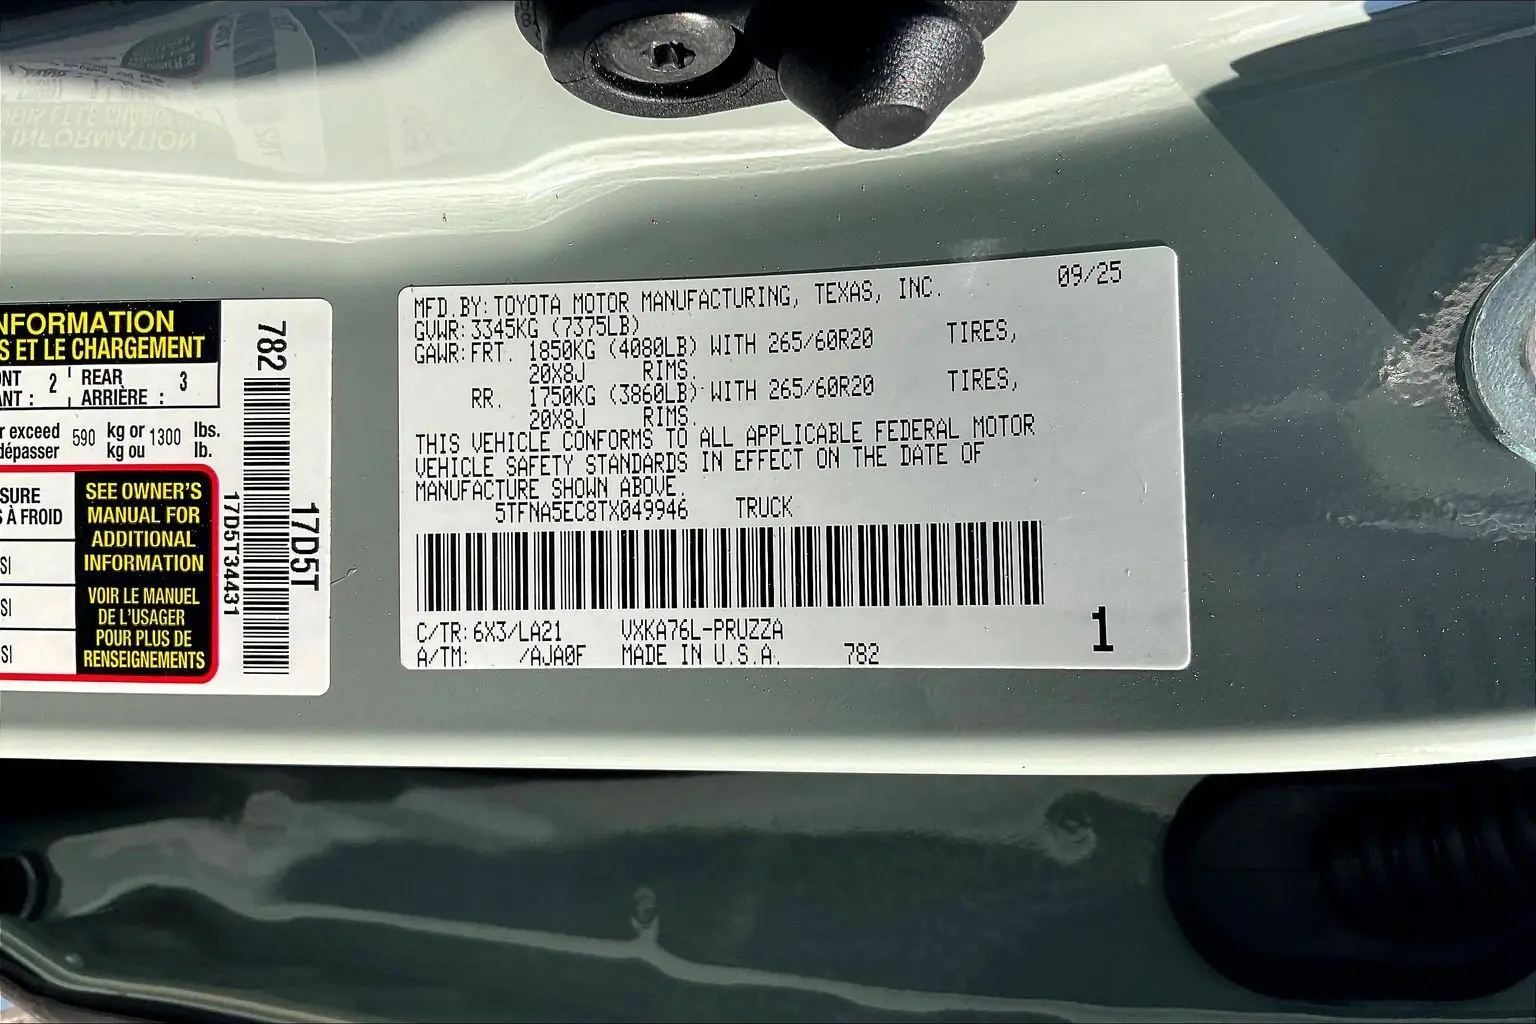 NFORMATION
S ET LE CHARGEMENT
NT 2 REAR 3
ANT : ARRIÈRE :
r exceed 590 kg or 1300 lbs.
dépasser kg ou lb.
SURE
S À FROID
SI
SI
SI
SEE OWNER'S
MANUAL FOR
ADDITIONAL
INFORMATION
VOIR LE MANUEL
DE L'USAGER
POUR PLUS DE
RENSEIGNEMENTS
782
17D5T34431
17D5T
MFD.BY:TOYOTA MOTOR MANUFACTURING, TEXAS, INC. 09/25
GVWR:3345KG (7375LB)
GAWR:FRT. 1850KG (4080LB) WITH 265/60R20 TIRES,
20X8J RIMS.
RR. 1750KG (3860LB) WITH 265/60R20 TIRES,
20X8J RIMS.
THIS VEHICLE CONFORMS TO ALL APPLICABLE FEDERAL MOTOR
VEHICLE SAFETY STANDARDS IN EFFECT ON THE DATE OF
MANUFACTURE SHOWN ABOVE.
5TFNA5EC8TX049946 TRUCK
C/TR:6X3/LA21 VXKA76L-PRUZZA
A/TM: /AJA0F MADE IN U.S.A. 782
1